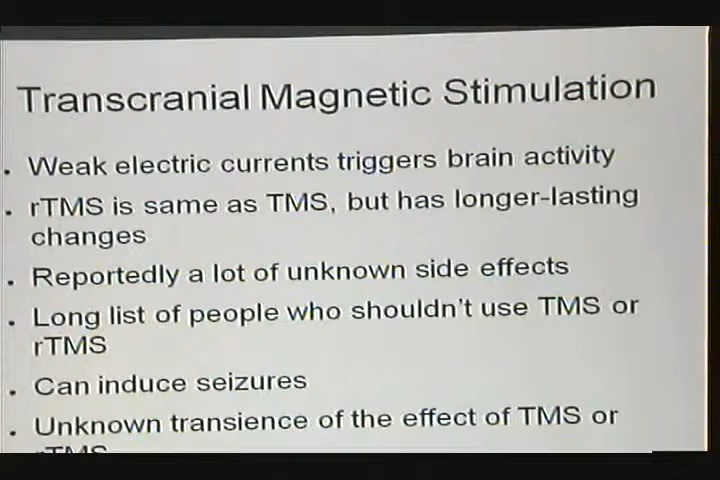 Transcranial Magnetic Stimulation
. Weak electric currents triggers brain activity
. rTMS is same as TMS, but has longer-lasting
changes
. Reportedly a lot of unknown side effects
. Long list of people who shouldn't use TMS or
rTMS
. Can induce seizures
. Unknown transience of the effect of TMS or
rTMS